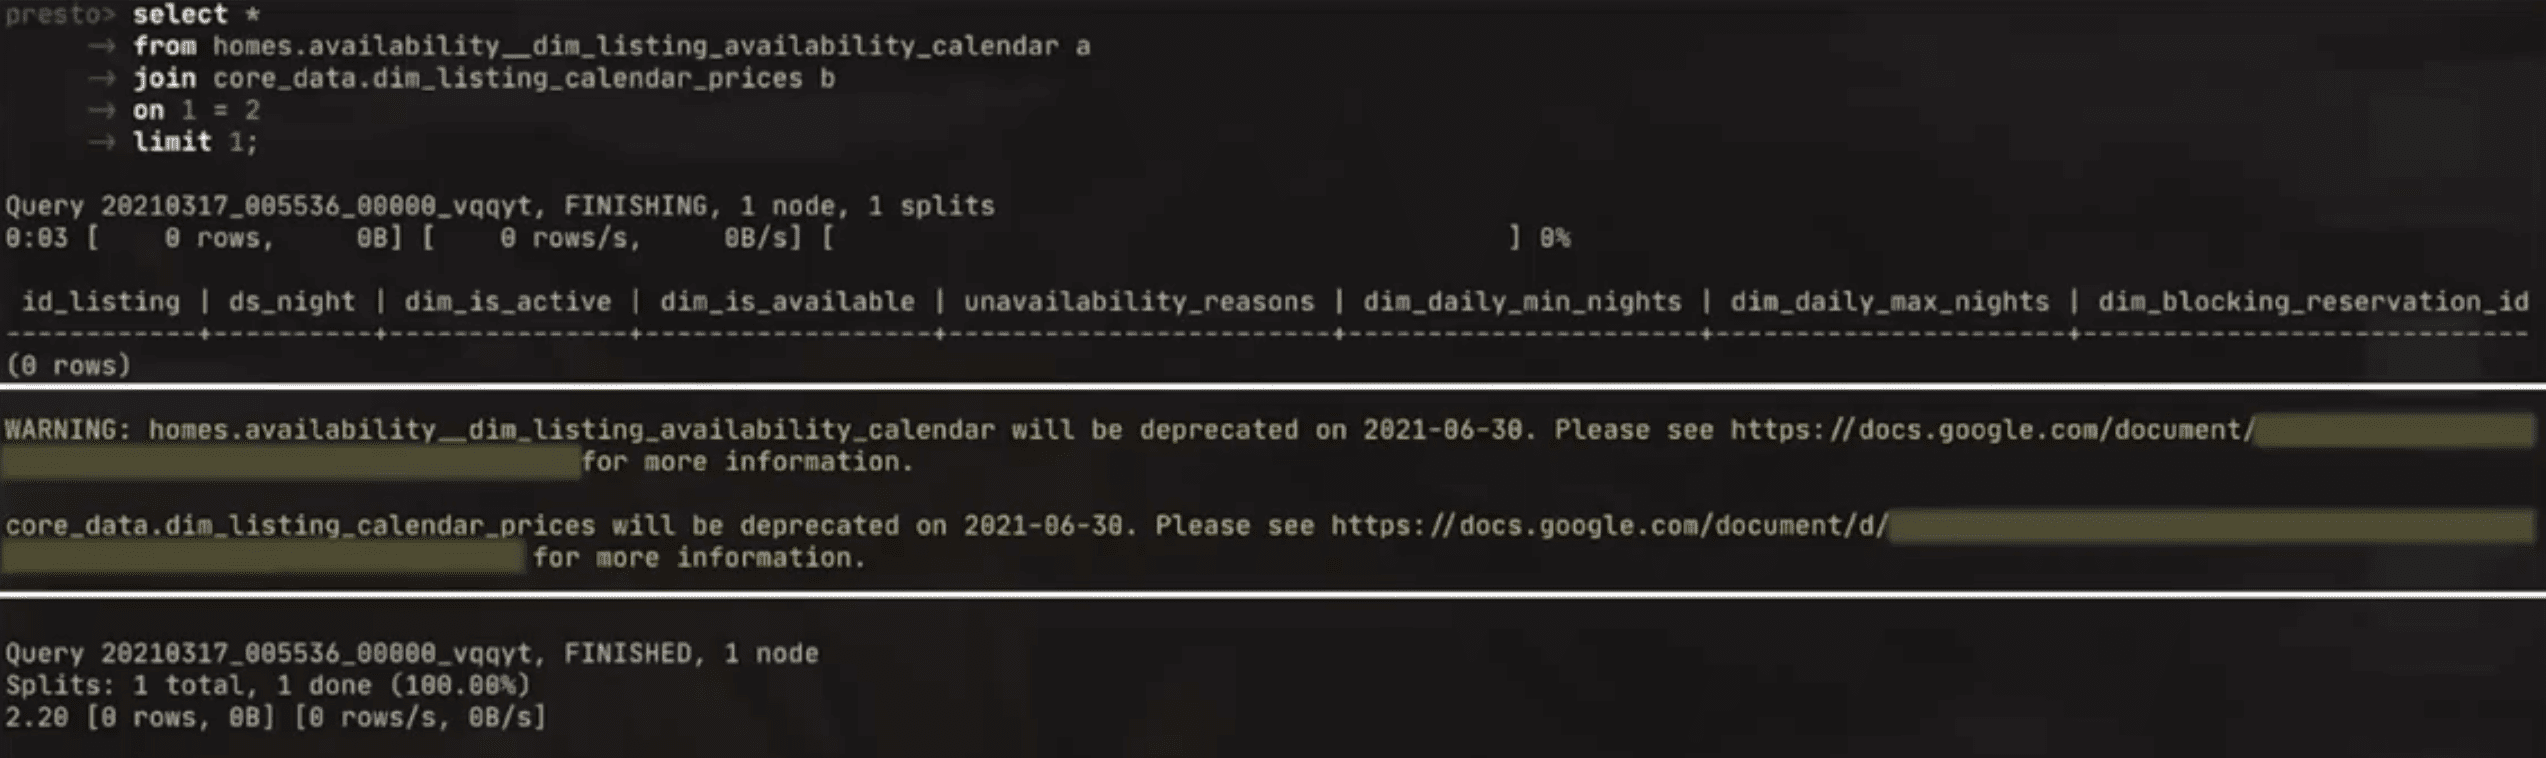 presto> select *
→ from homes.availability__dim_listing_availability_calendar a
→ join core_data.dim_listing_calendar_prices b
→ on 1 = 2
→ limit 1;
Query 20210317_005536_00000_vqqyt, FINISHING, 1 node, 1 splits
0:03 [ 0 rows, 0B] [ 0 rows/s, 0B/s] [ ] 0%
id_listing | ds_night | dim_is_active | dim_is_available | unavailability_reasons | dim_daily_min_nights | dim_daily_max_nights | dim_blocking_reservation_id
(0 rows)
WARNING: homes.availability__dim_listing_availability_calendar will be deprecated on 2021-06-30. Please see https://docs.google.com/document/
for more information.
core_data.dim_listing_calendar_prices will be deprecated on 2021-06-30. Please see https://docs.google.com/document/d/
for more information.
Query 20210317_005536_00000_vqqyt, FINISHED, 1 node
Splits: 1 total, 1 done (100.00%)
2.20 [0 rows, 0B] [0 rows/s, 0B/s]